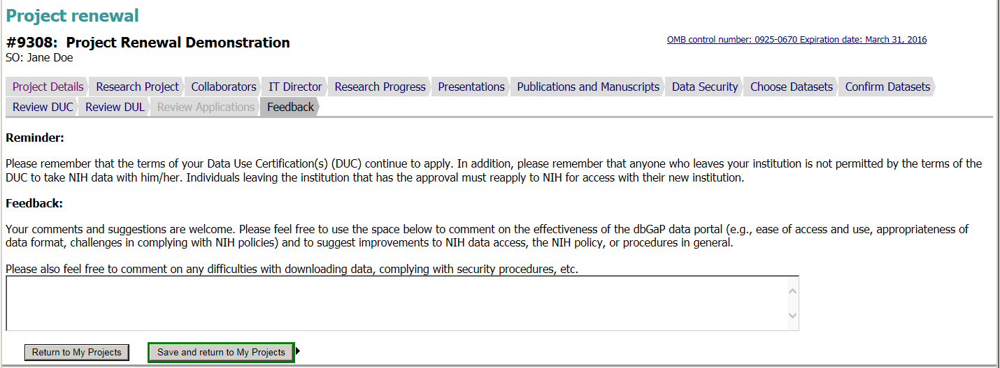 Project renewal
#9308:  Project Renewal Demonstration
OMB control number: 0925-0670 Expiration date: March 31, 2016
SO: Jane Doe
Project Details Research Project Collaborators IT Director Research Progress Presentations Publications and Manuscripts Data Security Choose Datasets Confirm Datasets
Review DUC Review DUL Review Applications Feedback
Reminder:
Please remember that the terms of your Data Use Certification(s) (DUC) continue to apply. In addition, please remember that anyone who leaves your institution is not permitted by the terms of the
DUC to take NIH data with him/her. Individuals leaving the institution that has the approval must reapply to NIH for access with their new institution.
Feedback:
Your comments and suggestions are welcome. Please feel free to use the space below to comment on the effectiveness of the dbGaP data portal (e.g., ease of access and use, appropriateness of
data format, challenges in complying with NIH policies) and to suggest improvements to NIH data access, the NIH policy, or procedures in general.
Please also feel free to comment on any difficulties with downloading data, complying with security procedures, etc.
Return to My Projects Save and return to My Projects